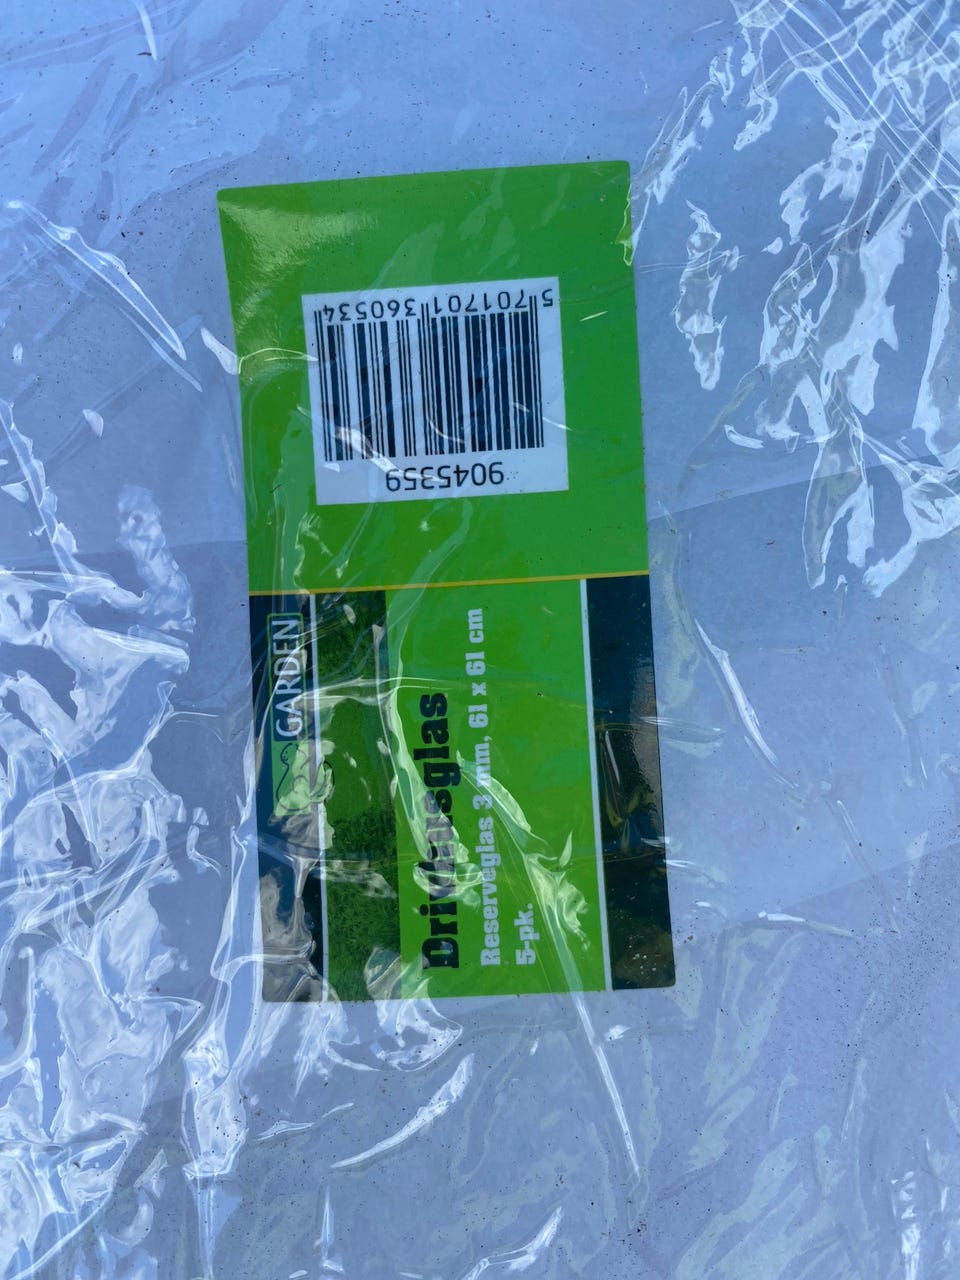 5 701701 360534
9045359
GARDEN
Drivhusglas
Reserveglas 3 mm, 61 x 61 cm
5-pk.